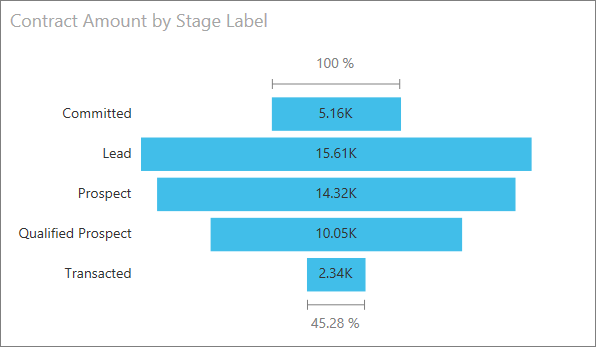 Contract Amount by Stage Label
100 %
Committed 5.16K
Lead 15.61K
Prospect 14.32K
Qualified Prospect 10.05K
Transacted 2.34K
45.28 %